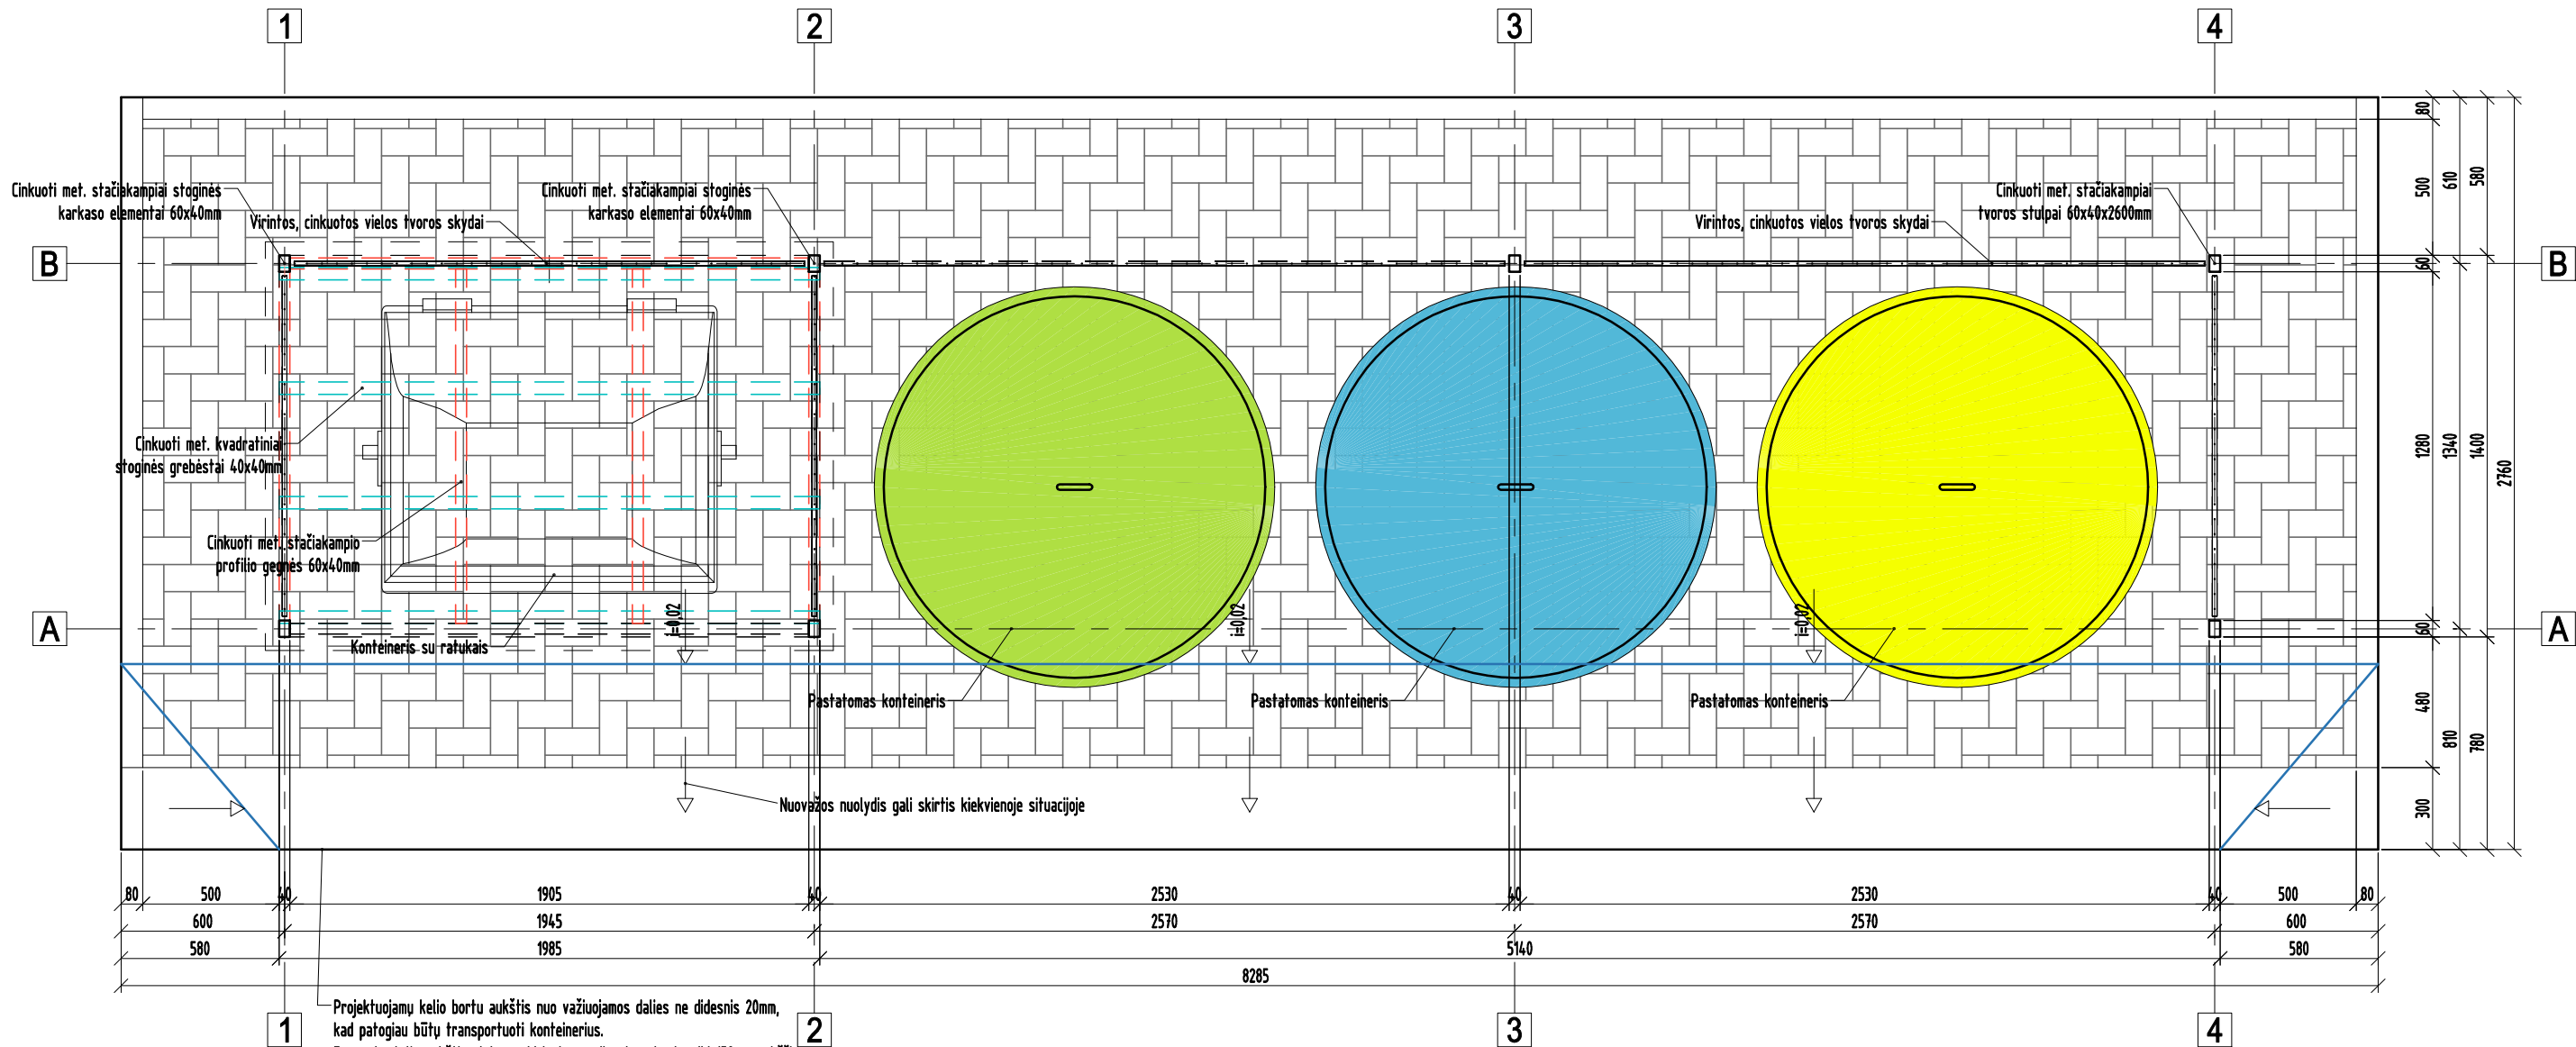 1 2 3 4
80
Cinkuoti met. stačiakampiai stoginės
karkaso elementai 60x40mm
Virintos, cinkuotos vielos tvoros skydai
Cinkuoti met. stačiakampiai stoginės
karkaso elementai 60x40mm
Virintos, cinkuotos vielos tvoros skydai
Cinkuoti met. stačiakampiai
tvoros stulpai 60x40x2600mm
500 610 580
B 60 B
Cinkuoti met. kvadratiniai
stoginės grebėstai 40x40mm
1280 1340 1400 2760
Cinkuoti met. stačiakampio
profilio gegnės 60x40mm
i=0,02 i=0,02 i=0,02
A 60 A
Konteineris su ratukais
Pastatomas konteineris
Pastatomas konteineris
Pastatomas konteineris
480 810 780
Nuovažos nuolydis gali skirtis kiekvienoje situacijoje
300
80 500 40 1905 40 2530 40 2530 40 500 80
600 1945 2570 2570 600
580 1985 5140 580
8285
Projektuojamų kelio bortu aukštis nuo važiuojamos dalies ne didesnis 20mm,
kad patogiau būtų transportuoti konteinerius.
1 2 3 4